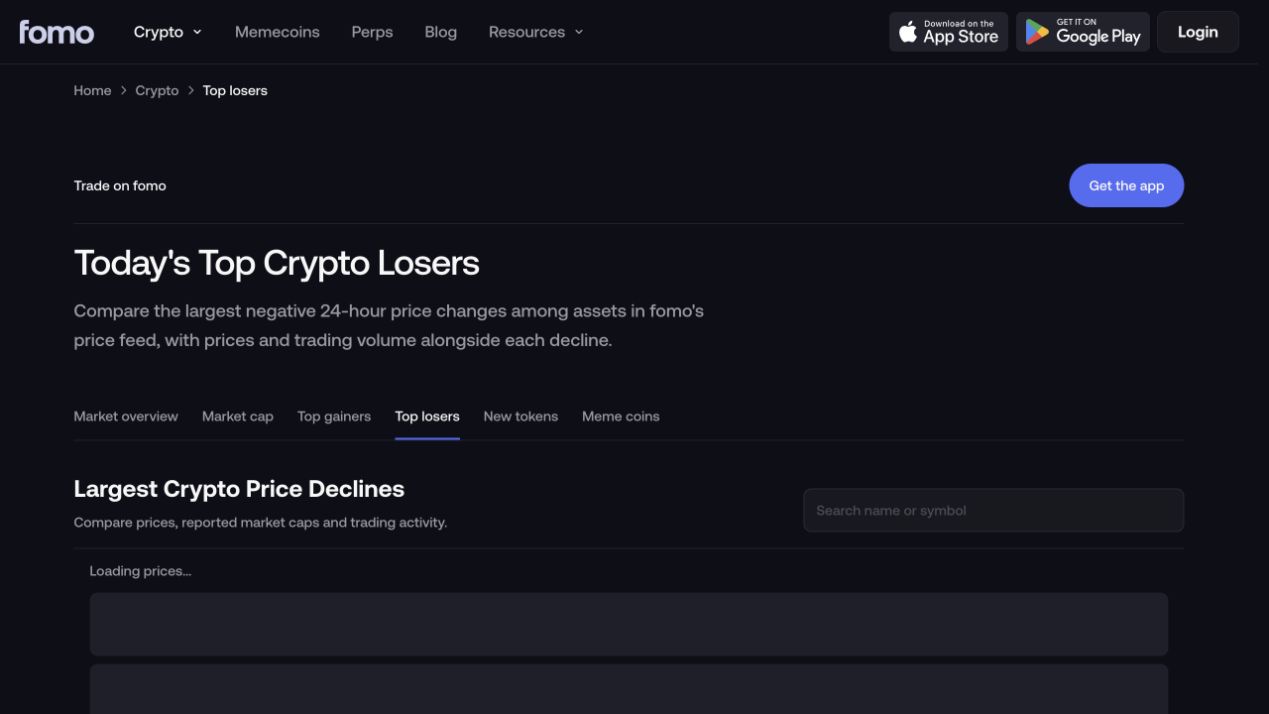 fomo Crypto Memecoins Perps Blog Resources Download on the App Store GET IT ON Google Play Login
Home > Crypto > Top losers
Trade on fomo Get the app
Today's Top Crypto Losers
Compare the largest negative 24-hour price changes among assets in fomo's
price feed, with prices and trading volume alongside each decline.
Market overview Market cap Top gainers Top losers New tokens Meme coins
Largest Crypto Price Declines
Search name or symbol
Compare prices, reported market caps and trading activity.
Loading prices...